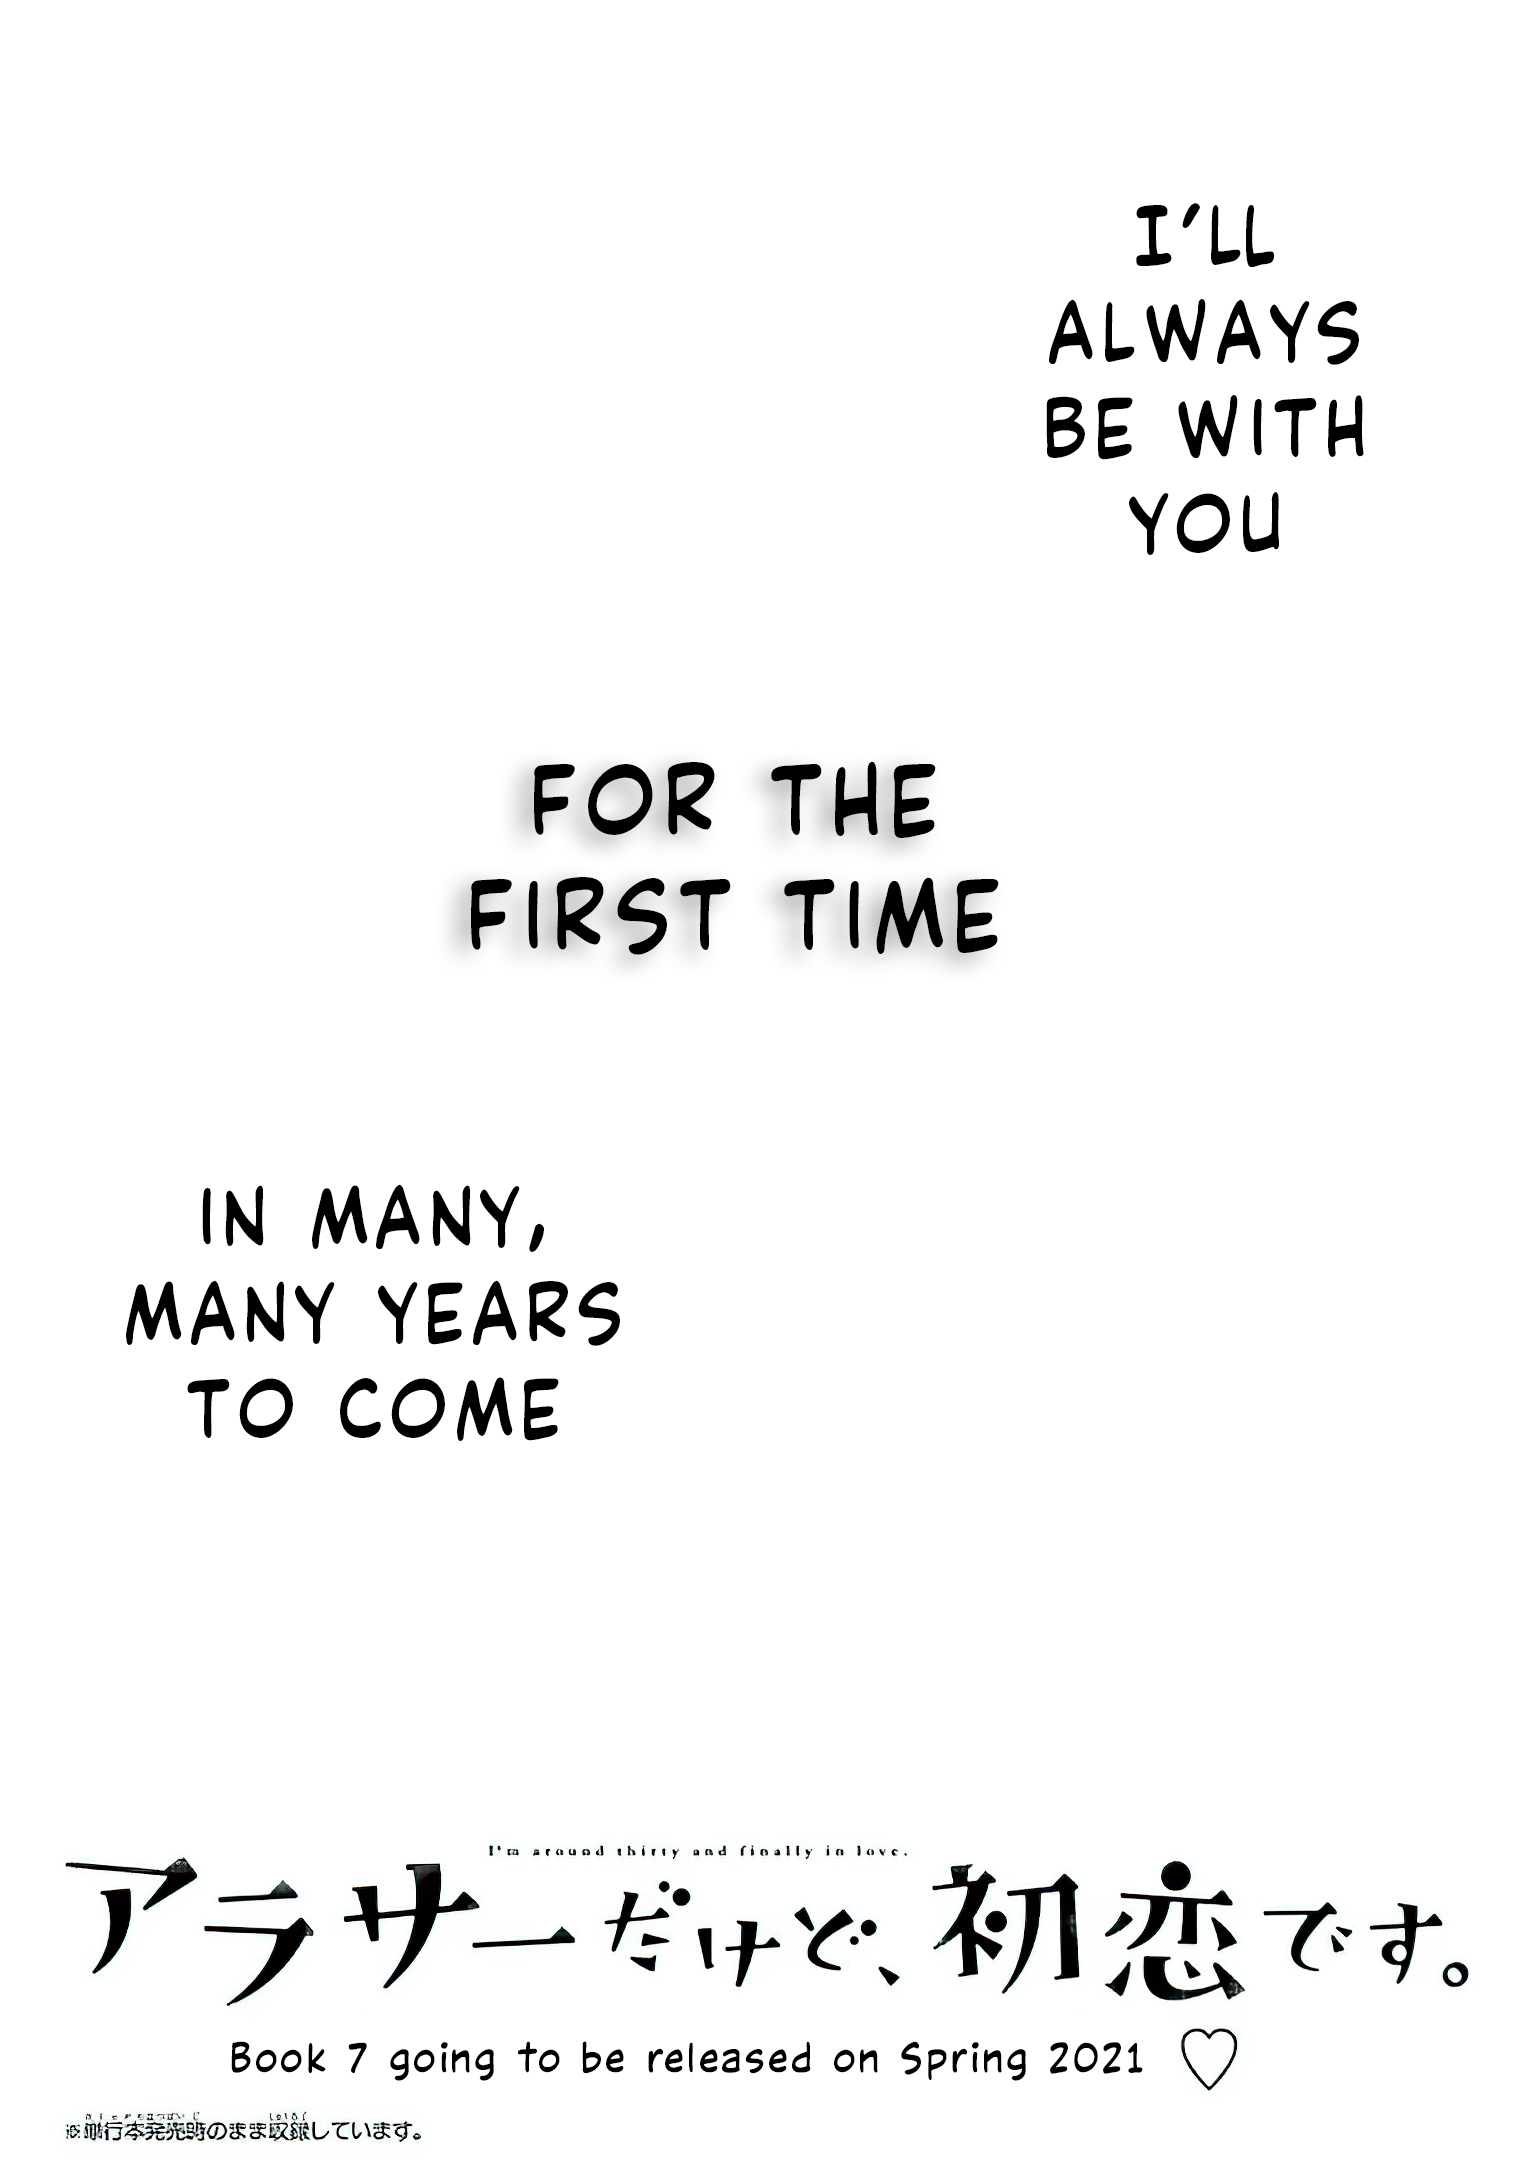 I'LL
ALWAYS
BE WITH
YOU
FOR THE
FIRST TIME
IN MANY,
MANY YEARS
TO COME
I'm around thirty and finally in love.
アラサーだけど、初恋です。
Book 7 going to be released on Spring 2021 ♡
※単行本発売時のまま収録しています。